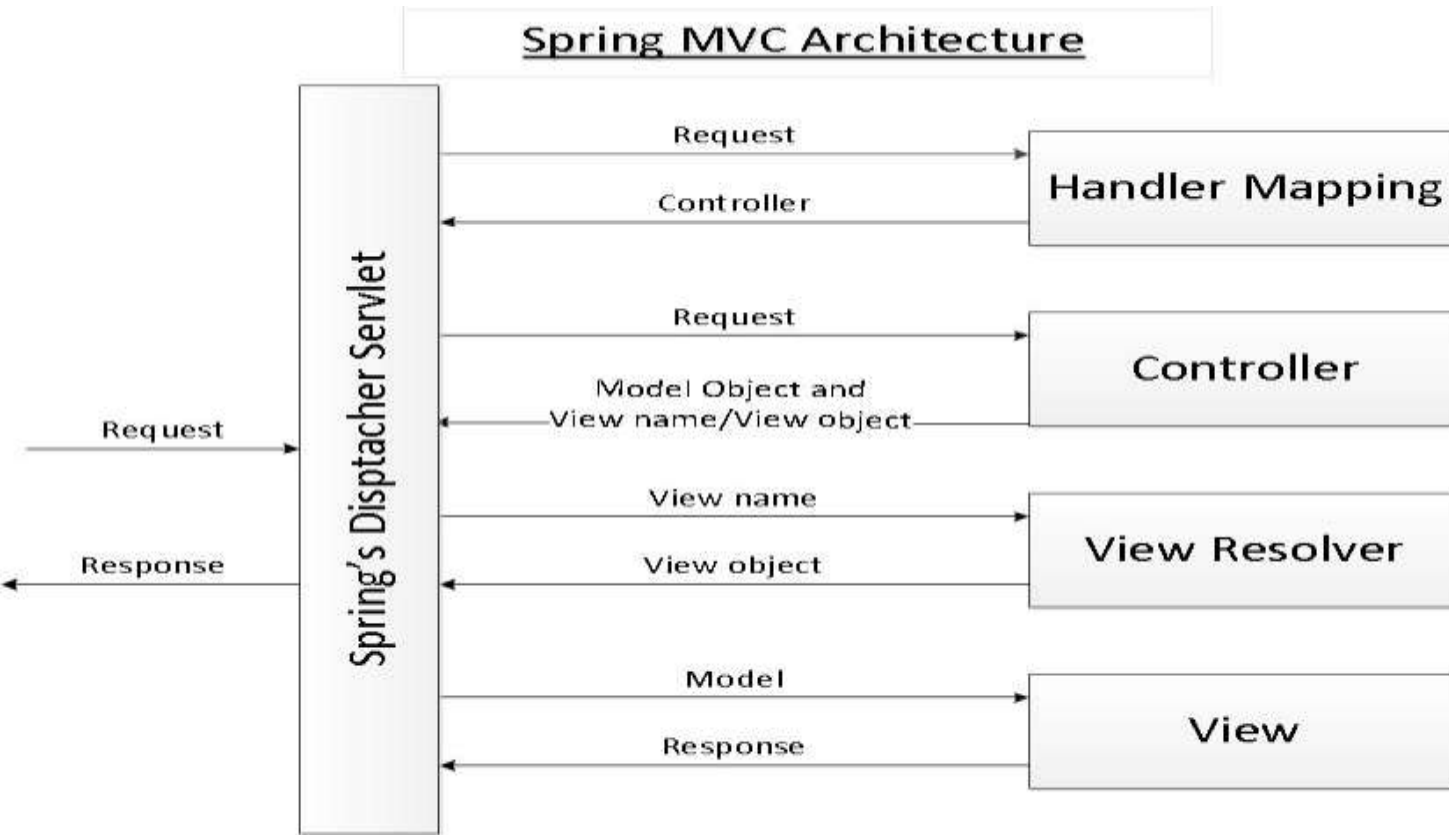 Spring MVC Architecture
Request
Handler Mapping
Controller
Request
Controller
Model Object and
View name/View object
Request
Spring's Disptacher Servlet
View name
View Resolver
Response
View object
Model
View
Response